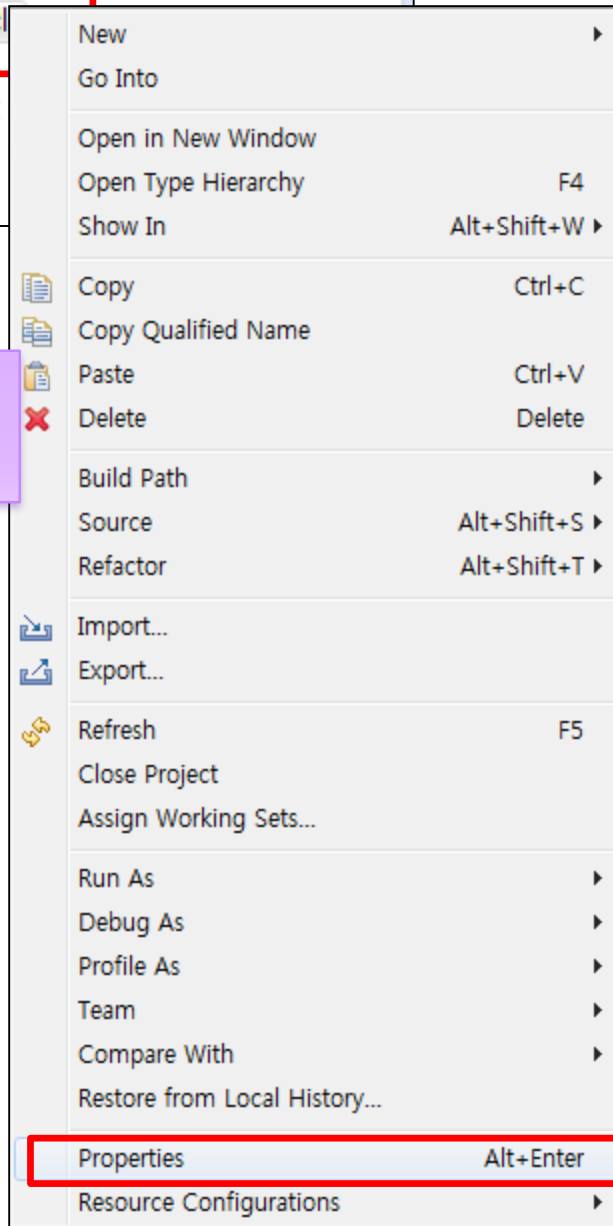 New
Go Into
Open in New Window
Open Type Hierarchy F4
Show In Alt+Shift+W
Copy Ctrl+C
Copy Qualified Name
Paste Ctrl+V
Delete Delete
Build Path
Source Alt+Shift+S
Refactor Alt+Shift+T
Import...
Export...
Refresh F5
Close Project
Assign Working Sets...
Run As
Debug As
Profile As
Team
Compare With
Restore from Local History...
Properties Alt+Enter
Resource Configurations